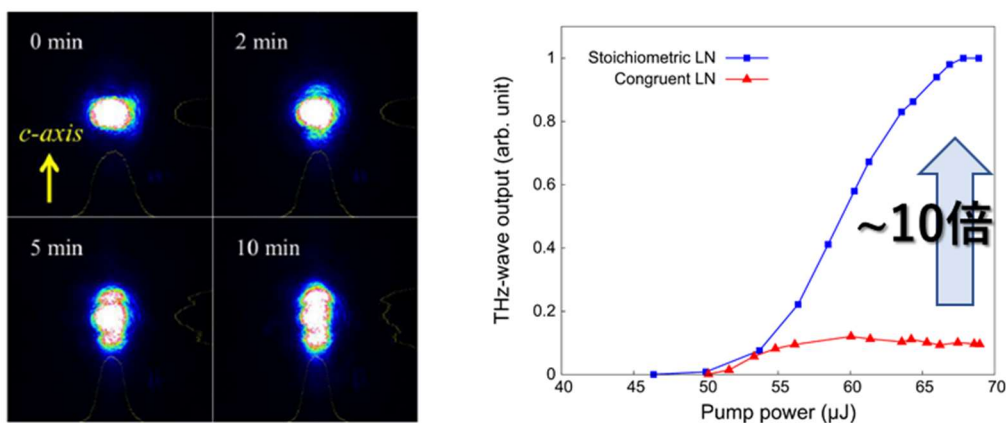 0 min
2 min
c-axis
5 min
10 min
THz-wave output (arb. unit)
1
0.8
0.6
0.4
0.2
0
Stoichiometric LN
Congruent LN
~10倍
40
45
50
55
60
65
70
Pump power (μJ)